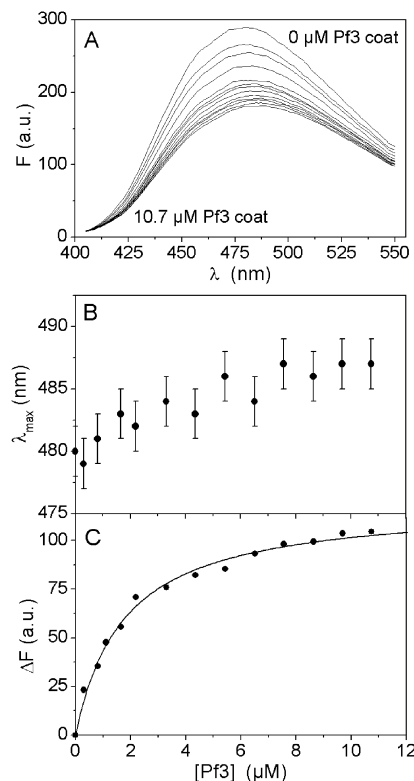 A
0 μM Pf3 coat
300
200
100
0
F (a.u.)
10.7 μM Pf3 coat
400 425 450 475 500 525 550
λ (nm)
B
490
485
480
475
λmax (nm)
C
100
75
50
25
0
ΔF (a.u.)
0 2 4 6 8 10 12
[Pf3] (μM)